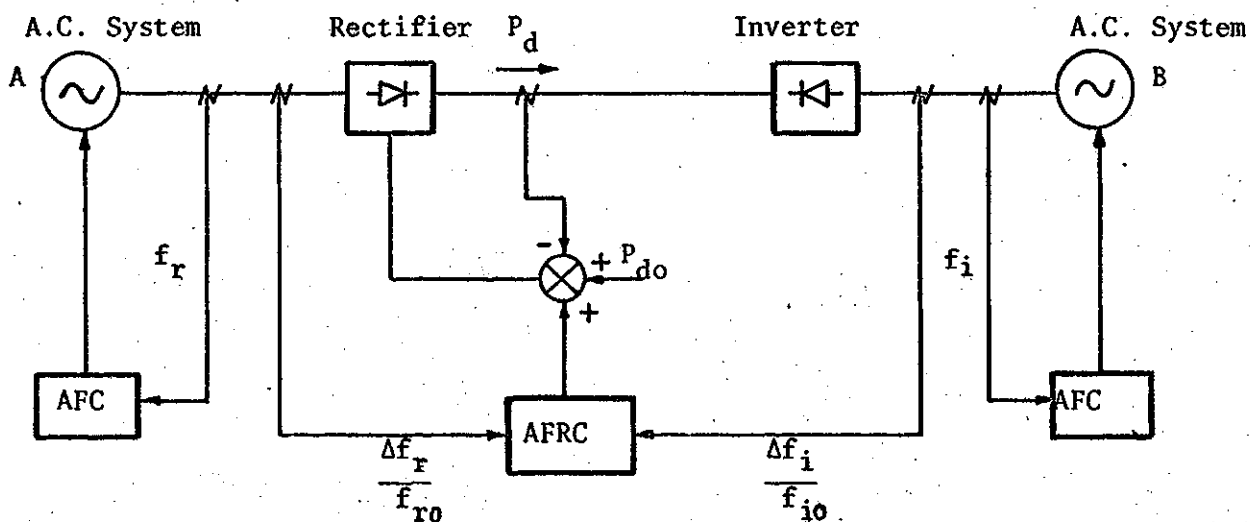 A.C. System
Rectifier
P_d
Inverter
A.C. System
A
B
f_r
-
+
P_do
+
f_i
AFC
AFRC
AFC
Δf_r
f_ro
Δf_i
f_io